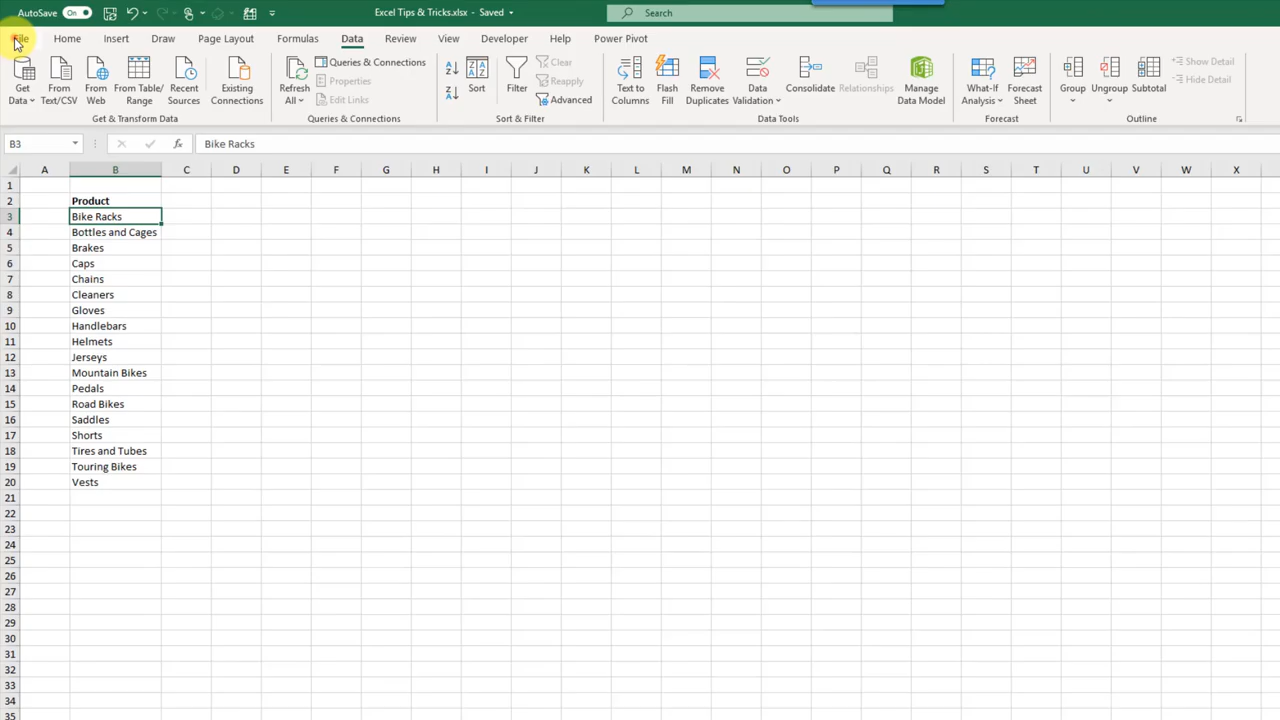 AutoSave On Excel Tips & Tricks.xlsx - Saved Search
File Home Insert Draw Page Layout Formulas Data Review View Developer Help Power Pivot
Get Data From Text/CSV From Web From Table/ Range Recent Sources Existing Connections Refresh All Queries & Connections Properties Edit Links Sort Filter Clear Reapply Advanced Text to Columns Flash Fill Remove Duplicates Data Validation Consolidate Relationships Manage Data Model What-If Analysis Forecast Sheet Group Ungroup Subtotal Show Detail Hide Detail
Get & Transform Data Queries & Connections Sort & Filter Data Tools Forecast Outline
B3 fx Bike Racks
A B C D E F G H I J K L M N O P Q R S T U V W X
1
2 Product
3 Bike Racks
4 Bottles and Cages
5 Brakes
6 Caps
7 Chains
8 Cleaners
9 Gloves
10 Handlebars
11 Helmets
12 Jerseys
13 Mountain Bikes
14 Pedals
15 Road Bikes
16 Saddles
17 Shorts
18 Tires and Tubes
19 Touring Bikes
20 Vests
21
22
23
24
25
26
27
28
29
30
31
32
33
34
35